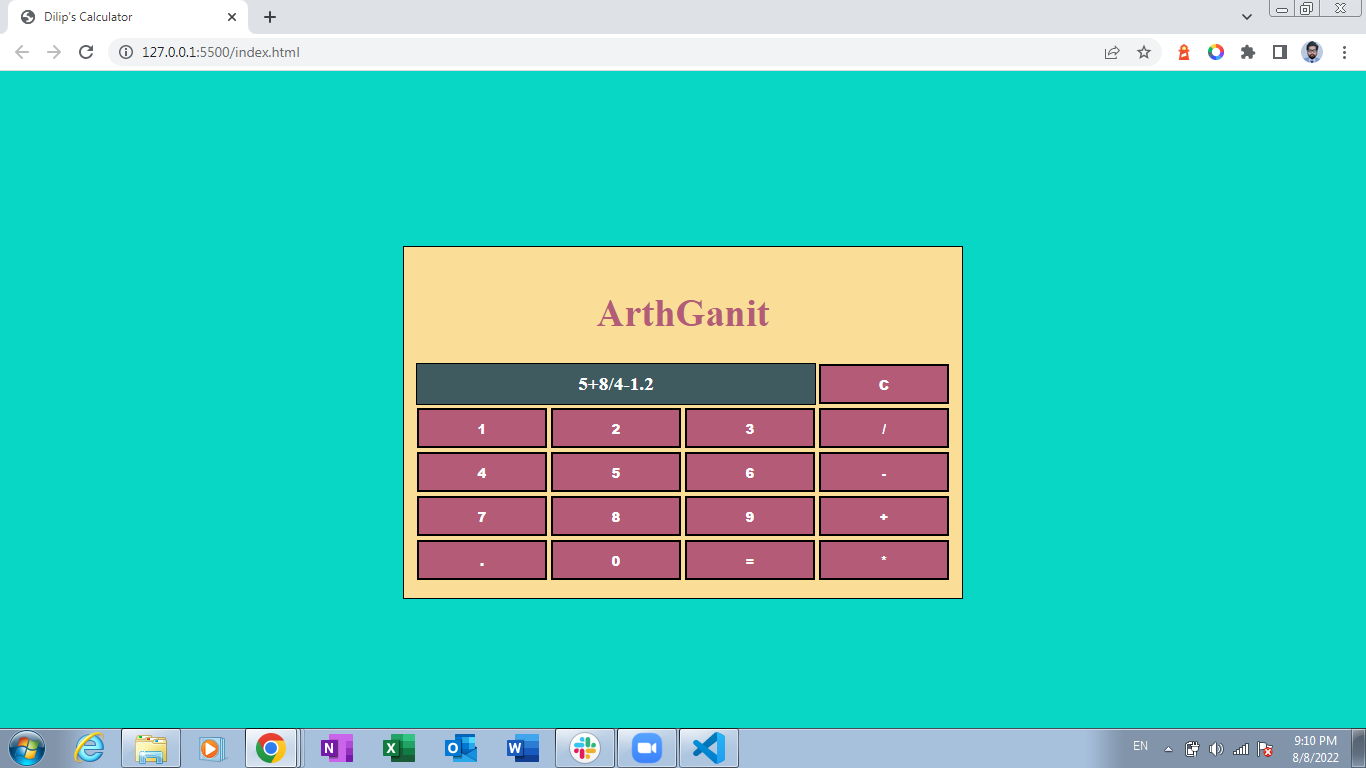 Dilip's Calculator
127.0.0.1:5500/index.html
ArthGanit
5+8/4-1.2 C
1 2 3 /
4 5 6 -
7 8 9 +
. 0 = *
N X O W EN 9:10 PM
8/8/2022